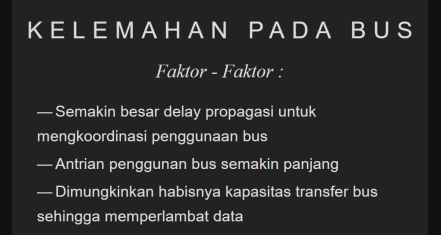 KELEMAHAN PADA BUS
Faktor - Faktor :
— Semakin besar delay propagasi untuk
mengkoordinasi penggunaan bus
— Antrian penggunan bus semakin panjang
— Dimungkinkan habisnya kapasitas transfer bus
sehingga memperlambat data